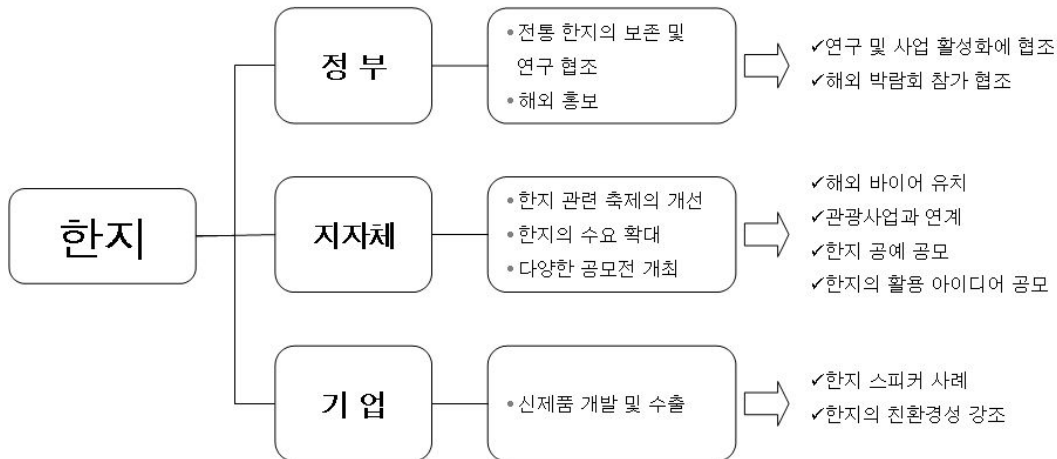 한지
정 부
• 전통 한지의 보존 및
연구 협조
• 해외 홍보
✓연구 및 사업 활성화에 협조
✓해외 박람회 참가 협조
지자체
• 한지 관련 축제의 개선
• 한지의 수요 확대
• 다양한 공모전 개최
✓해외 바이어 유치
✓관광사업과 연계
✓한지 공예 공모
✓한지의 활용 아이디어 공모
기 업
• 신제품 개발 및 수출
✓한지 스피커 사례
✓한지의 친환경성 강조